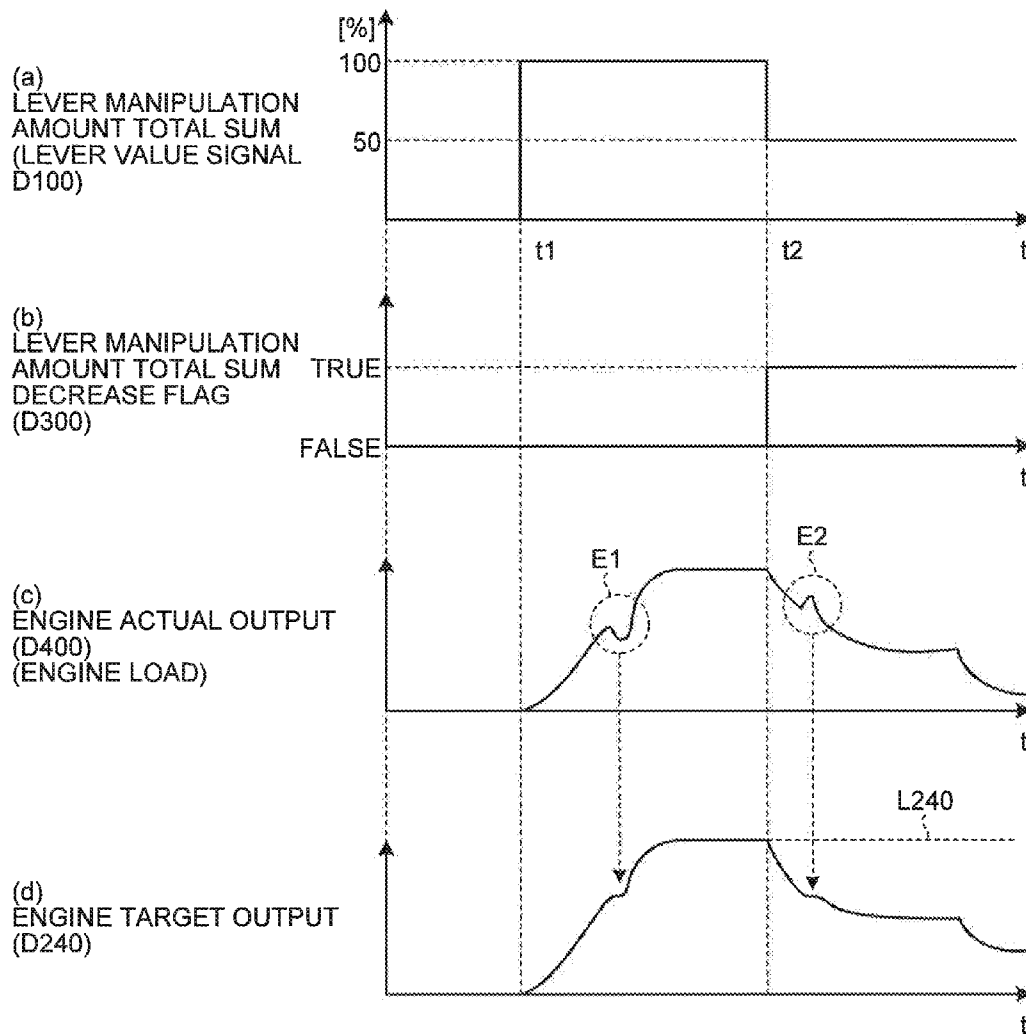 [%]
(a)
LEVER MANIPULATION
AMOUNT TOTAL SUM
(LEVER VALUE SIGNAL
D100)
100
50
t1
t2
t
(b)
LEVER MANIPULATION
AMOUNT TOTAL SUM
DECREASE FLAG
(D300)
TRUE
FALSE
t
(c)
ENGINE ACTUAL OUTPUT
(D400)
(ENGINE LOAD)
E1
E2
t
(d)
ENGINE TARGET OUTPUT
(D240)
L240
t